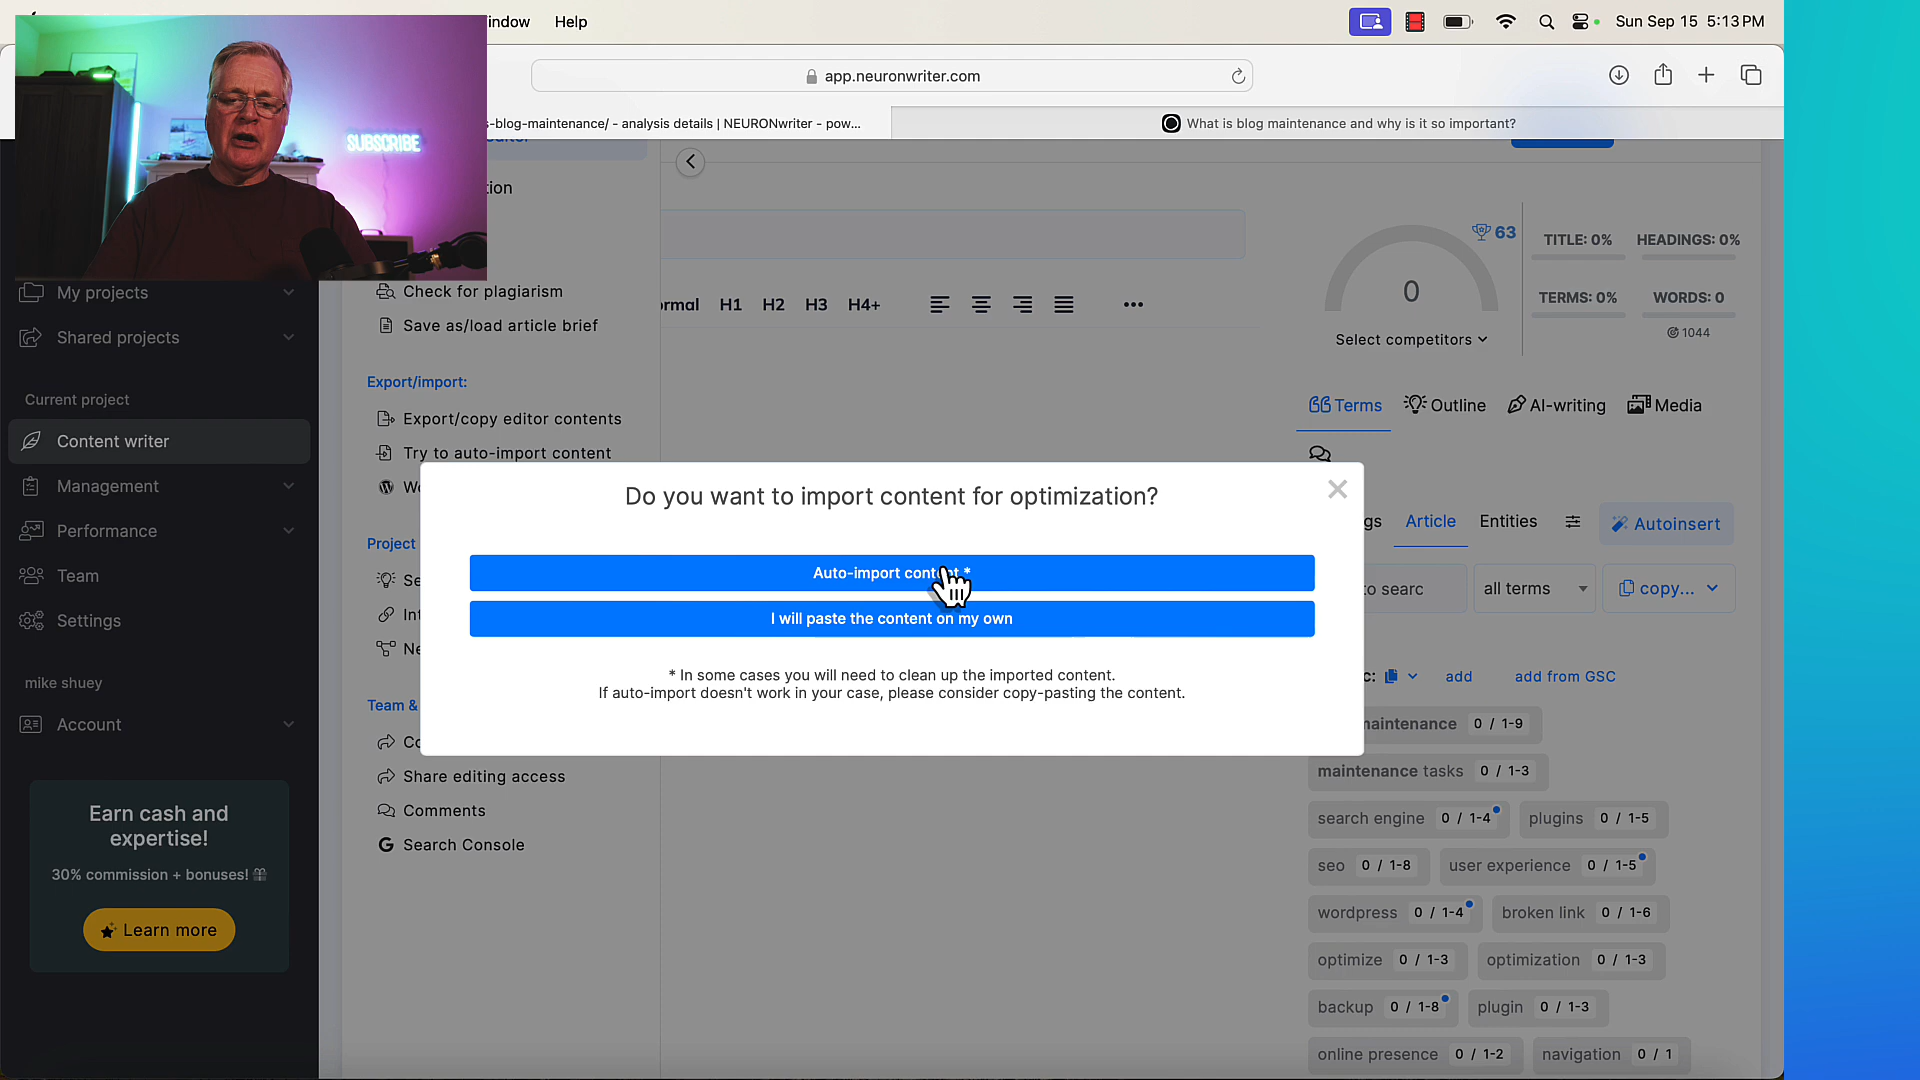 indow Help
Sun Sep 15 5:13 PM
SUBSCRIBE
app.neuronwriter.com
s-blog-maintenance/ - analysis details | NEURONwriter - pow...
What is blog maintenance and why is it so important?
My projects
Shared projects
Current project
Content writer
Management
Performance
Team
Settings
mike shuey
Account
Earn cash and
expertise!
30% commission + bonuses!
Learn more
tion
Check for plagiarism
Save as/load article brief
Export/import:
Export/copy editor contents
Try to auto-import content
Project
Team &
Share editing access
Comments
Search Console
ormal H1 H2 H3 H4+
0
63
Select competitors
TITLE: 0% HEADINGS: 0%
TERMS: 0% WORDS: 0
1044
Terms Outline AI-writing Media
gs Article Entities Autoinsert
to searc all terms copy...
c: add add from GSC
Do you want to import content for optimization?
Auto-import content *
I will paste the content on my own
* In some cases you will need to clean up the imported content.
If auto-import doesn't work in your case, please consider copy-pasting the content.
maintenance 0 / 1-9
maintenance tasks 0 / 1-3
search engine 0 / 1-4 plugins 0 / 1-5
seo 0 / 1-8 user experience 0 / 1-5
wordpress 0 / 1-4 broken link 0 / 1-6
optimize 0 / 1-3 optimization 0 / 1-3
backup 0 / 1-8 plugin 0 / 1-3
online presence 0 / 1-2 navigation 0 / 1